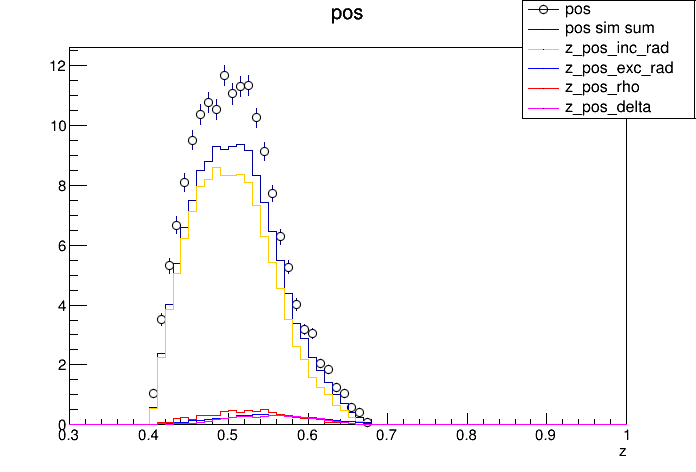 pos
pos
pos sim sum
z_pos_inc_rad
z_pos_exc_rad
z_pos_rho
z_pos_delta
12
10
8
6
4
2
0
0.3
0.4
0.5
0.6
0.7
0.8
0.9
1
z